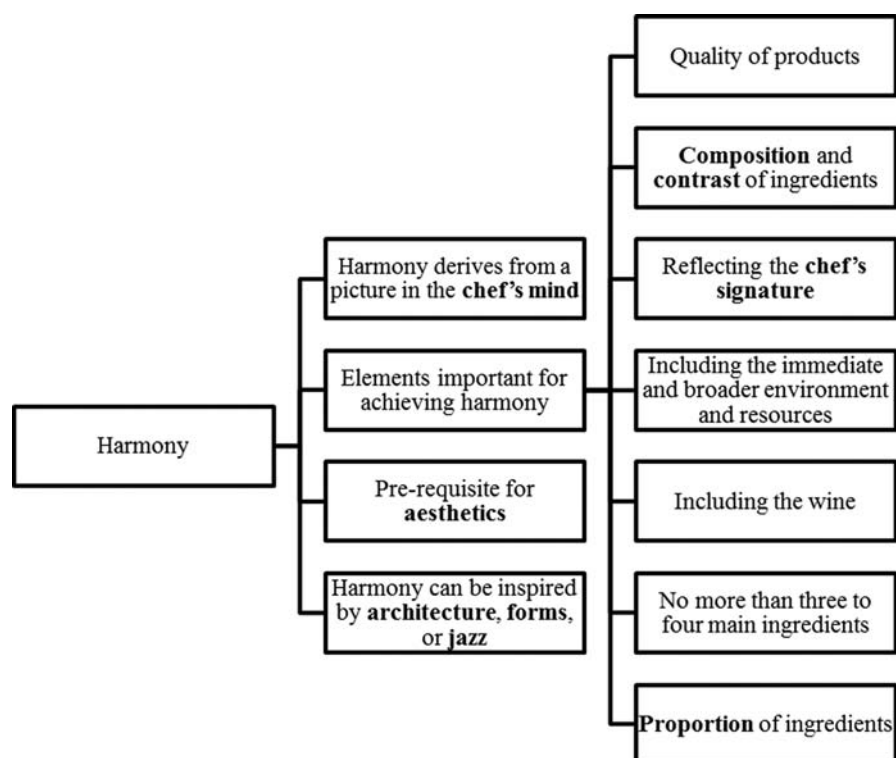 Harmony
Harmony derives from a
picture in the chef's mind
Elements important for
achieving harmony
Pre-requisite for
aesthetics
Harmony can be inspired
by architecture, forms,
or jazz
Quality of products
Composition and
contrast of ingredients
Reflecting the chef's
signature
Including the immediate
and broader environment
and resources
Including the wine
No more than three to
four main ingredients
Proportion of ingredients